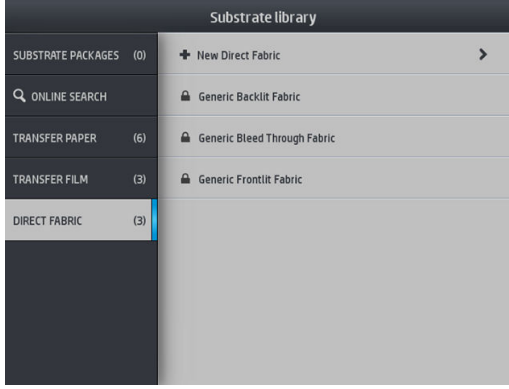 Substrate library
SUBSTRATE PACKAGES (0)
ONLINE SEARCH
TRANSFER PAPER (6)
TRANSFER FILM (3)
DIRECT FABRIC (3)
New Direct Fabric
Generic Backlit Fabric
Generic Bleed Through Fabric
Generic Frontlit Fabric